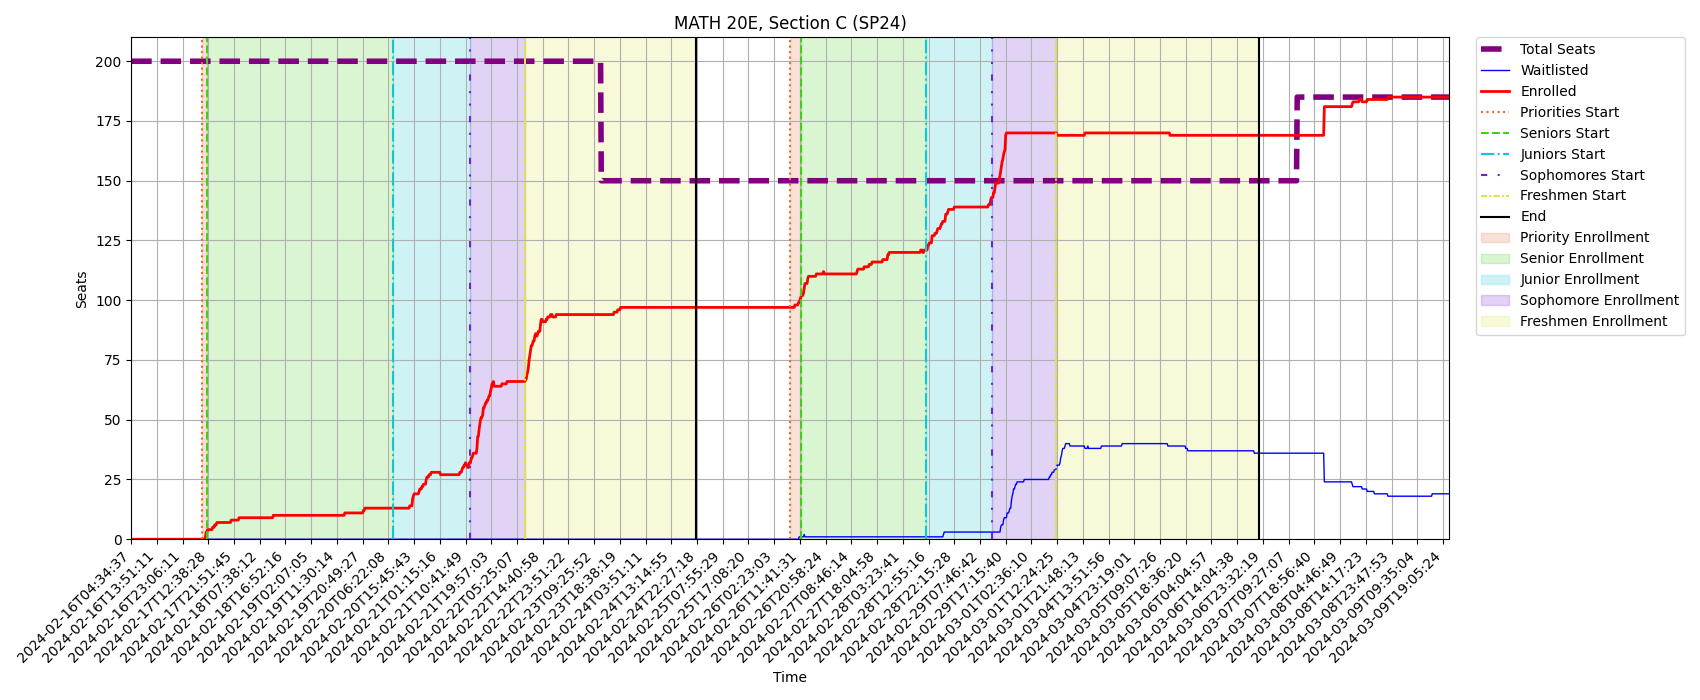 MATH 20E, Section C (SP24)
Seats
200
175
150
125
100
75
50
25
0
2024-02-16T04:34:37
2024-02-16T13:51:11
2024-02-16T23:06:11
2024-02-17T12:38:28
2024-02-17T21:51:45
2024-02-18T07:38:12
2024-02-18T16:52:16
2024-02-19T02:07:05
2024-02-19T11:30:14
2024-02-19T20:49:27
2024-02-20T06:22:08
2024-02-20T15:45:43
2024-02-21T01:15:16
2024-02-21T10:41:49
2024-02-21T19:57:03
2024-02-22T05:25:07
2024-02-22T14:40:58
2024-02-22T23:51:22
2024-02-23T09:25:52
2024-02-23T18:38:19
2024-02-24T03:51:11
2024-02-24T13:14:55
2024-02-24T22:27:18
2024-02-25T07:55:29
2024-02-25T17:08:20
2024-02-26T02:23:03
2024-02-26T11:41:31
2024-02-26T20:58:24
2024-02-27T08:46:14
2024-02-27T18:04:58
2024-02-28T03:23:41
2024-02-28T12:55:16
2024-02-28T22:15:28
2024-02-29T07:46:42
2024-02-29T17:15:40
2024-03-01T02:36:10
2024-03-01T12:24:25
2024-03-01T21:48:13
2024-03-04T13:51:56
2024-03-04T23:19:01
2024-03-05T09:07:26
2024-03-05T18:36:20
2024-03-06T04:04:57
2024-03-06T14:04:38
2024-03-06T23:32:19
2024-03-07T09:27:07
2024-03-07T18:56:40
2024-03-08T04:46:49
2024-03-08T14:17:23
2024-03-08T23:47:53
2024-03-09T09:35:04
2024-03-09T19:05:24
Time
Total Seats
Waitlisted
Enrolled
Priorities Start
Seniors Start
Juniors Start
Sophomores Start
Freshmen Start
End
Priority Enrollment
Senior Enrollment
Junior Enrollment
Sophomore Enrollment
Freshmen Enrollment